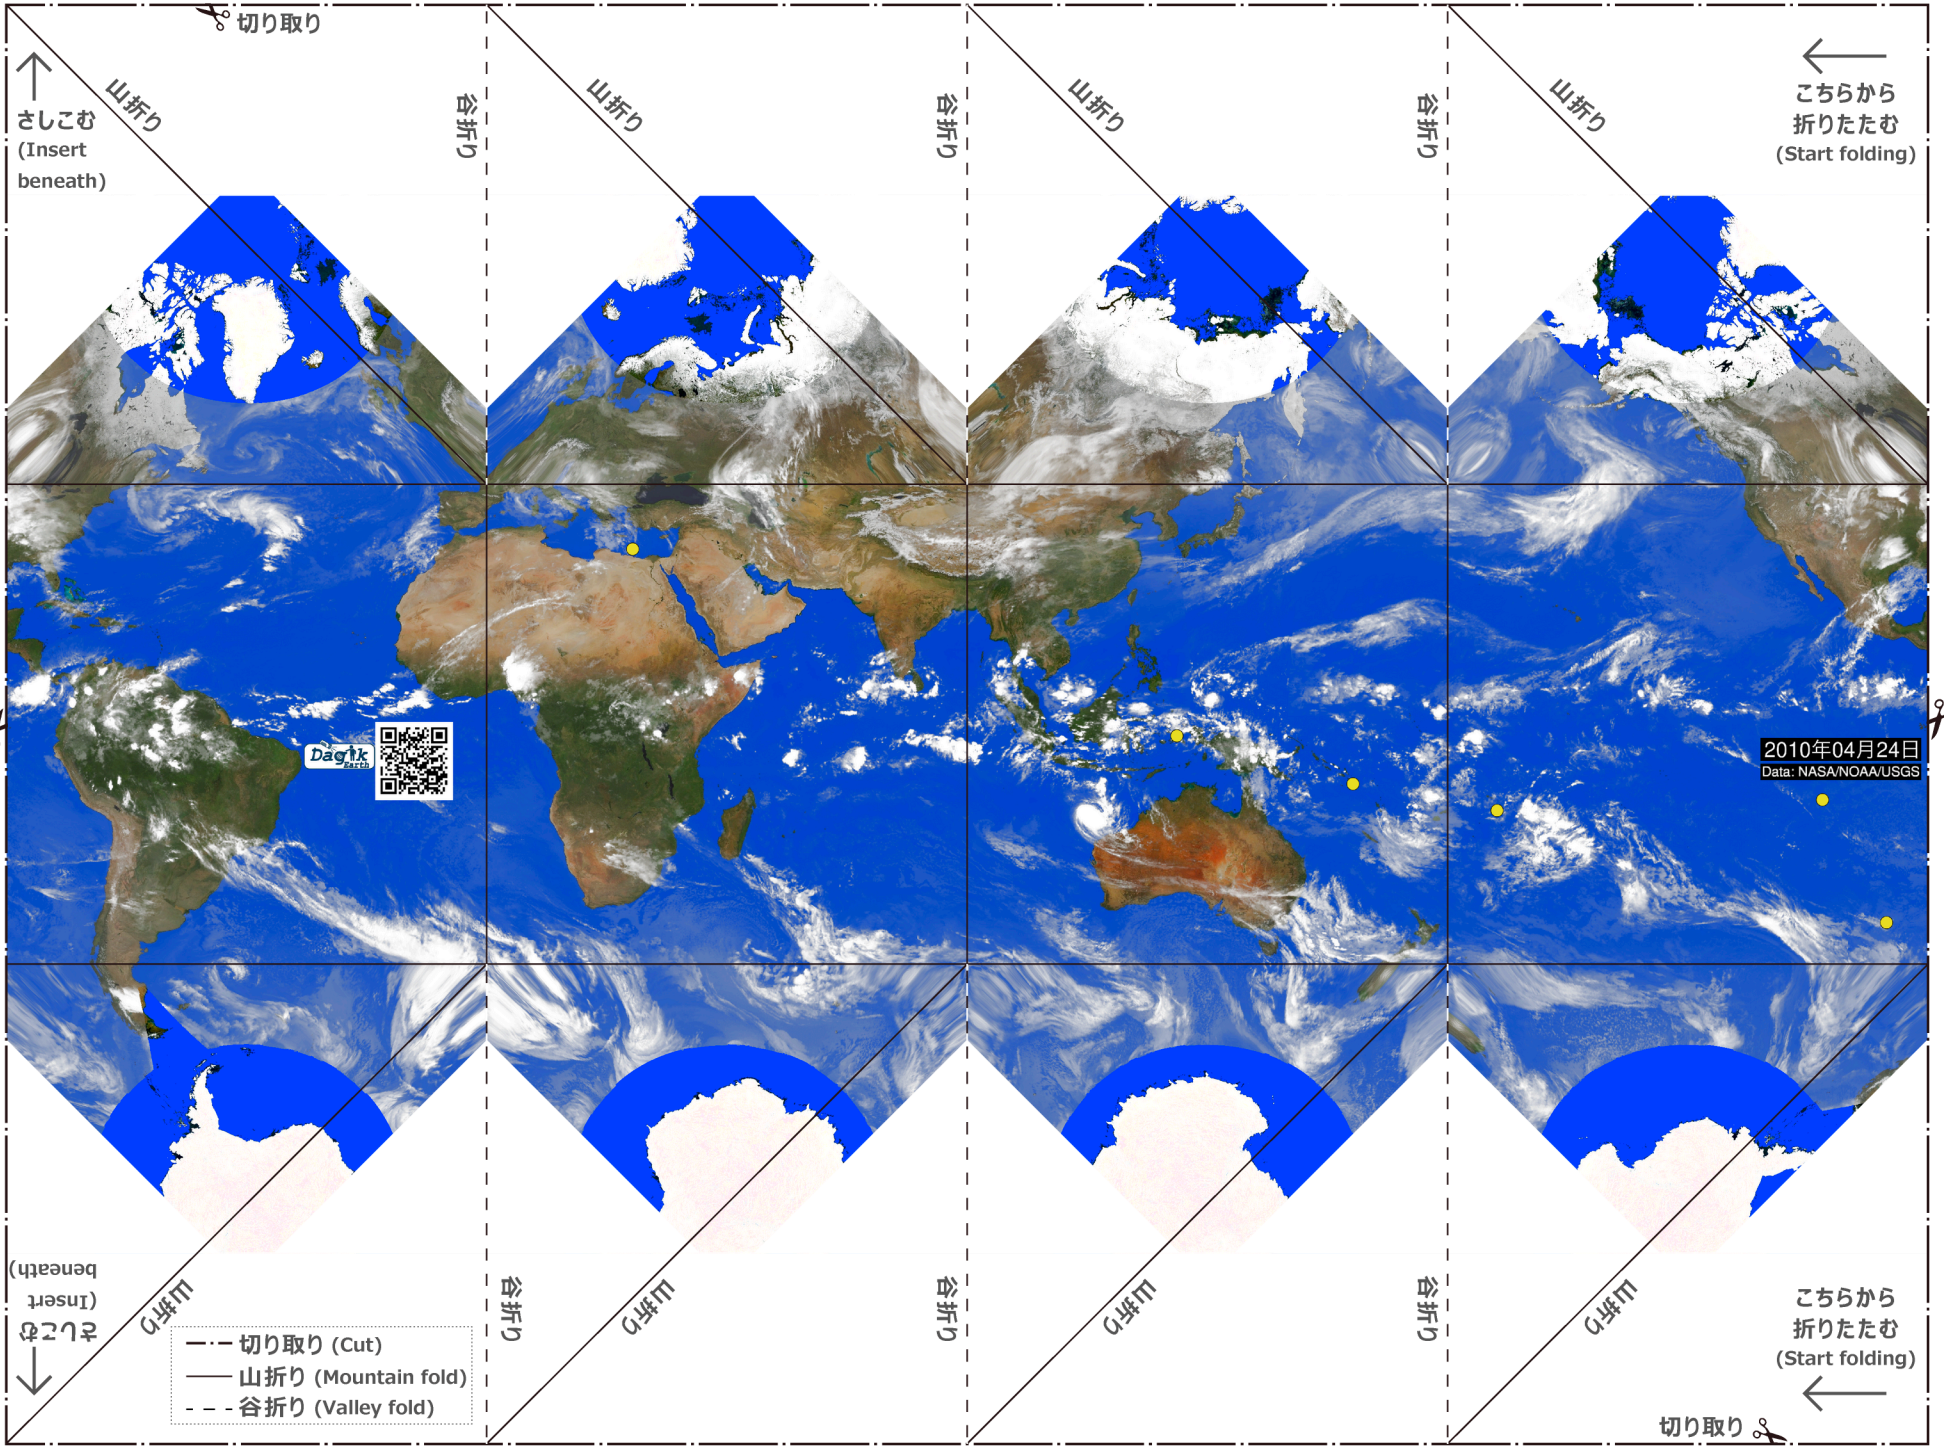 切り取り
山折り
谷折り
山折り
谷折り
山折り
谷折り
山折り
さしこむ
(Insert
beneath)
こちらから
折りたたむ
(Start folding)
Dagik
Earth
2010年04月24日
Data: NASA/NOAA/USGS
さしこむ
(Insert
beneath)
山折り
谷折り
山折り
谷折り
山折り
谷折り
山折り
こちらから
折りたたむ
(Start folding)
切り取り (Cut)
山折り (Mountain fold)
谷折り (Valley fold)
切り取り